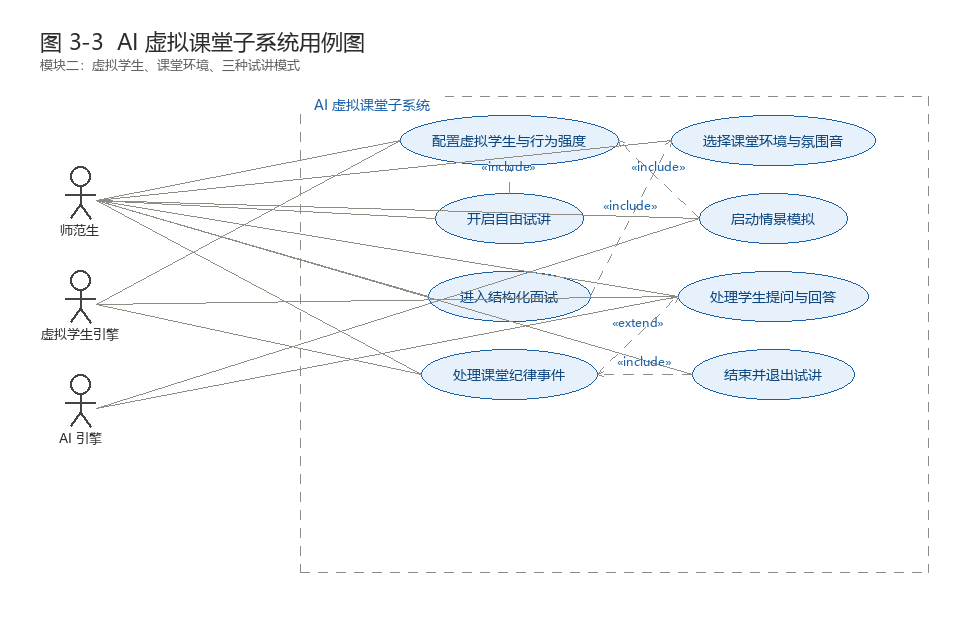 图 3-3  AI 虚拟课堂子系统用例图
模块二：虚拟学生、课堂环境、三种试讲模式
AI 虚拟课堂子系统
配置虚拟学生与行为强度
选择课堂环境与氛围音
«include»
«include»
师范生
«include»
开启自由试讲
启动情景模拟
虚拟学生引擎
进入结构化面试
处理学生提问与回答
«extend»
«include»
处理课堂纪律事件
结束并退出试讲
AI 引擎